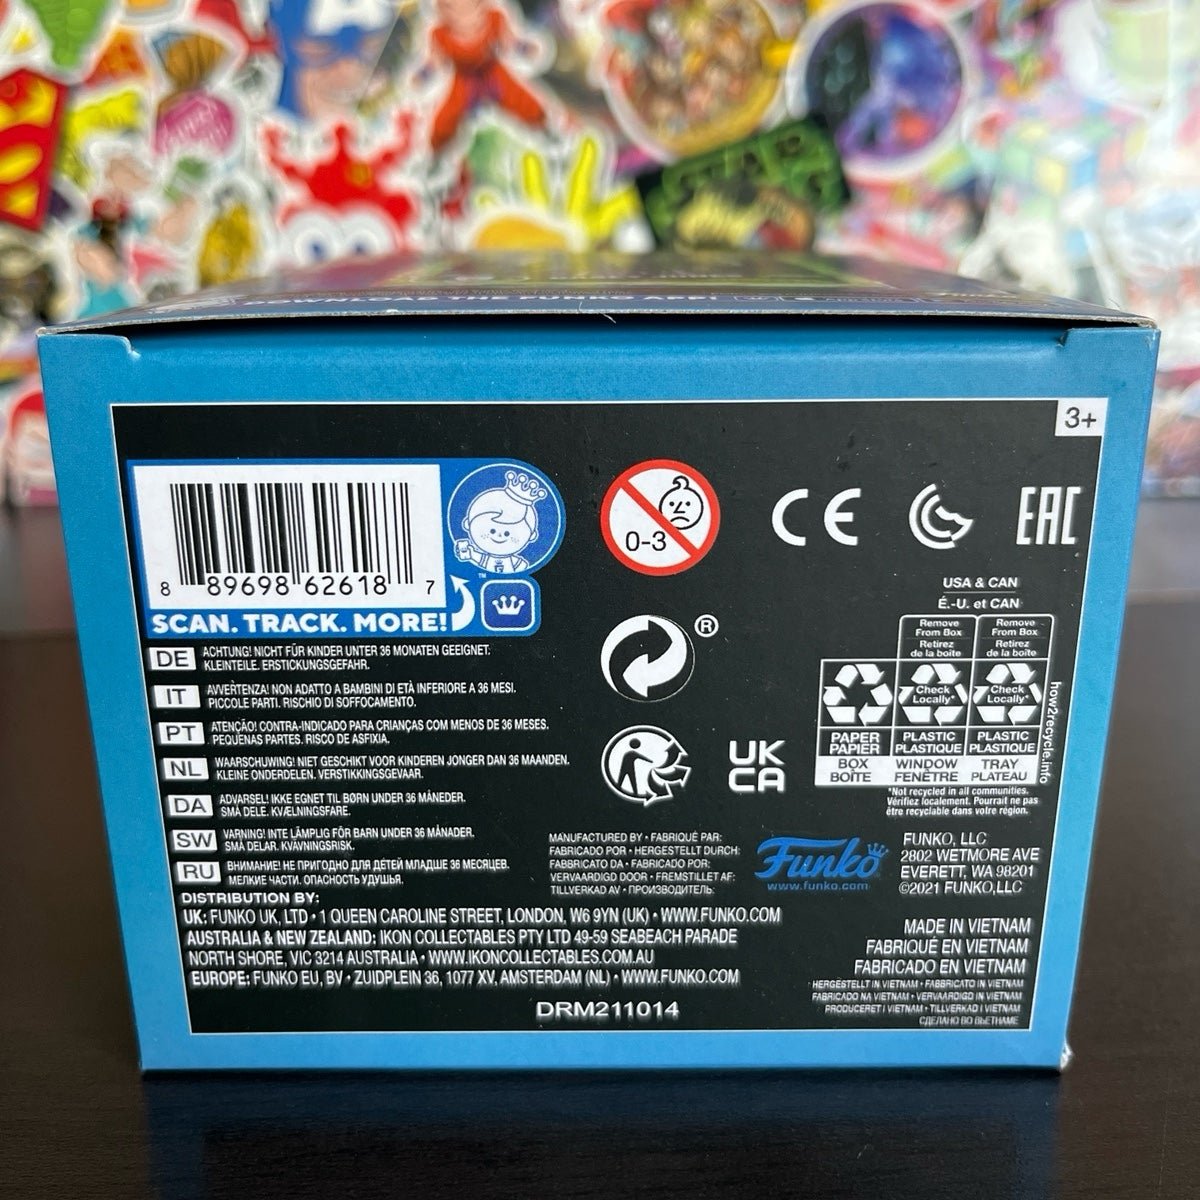 DOWNLOAD THE FUNKO APP!
3+
8 89698 62618 7
SCAN. TRACK. MORE!
™
0-3
CE
EAC
®
UK
CA
DE ACHTUNG! NICHT FÜR KINDER UNTER 36 MONATEN GEEIGNET.
KLEINTEILE. ERSTICKUNGSGEFAHR.
IT AVVERTENZA! NON ADATTO A BAMBINI DI ETÀ INFERIORE A 36 MESI.
PICCOLE PARTI. RISCHIO DI SOFFOCAMENTO.
PT ATENÇÃO! CONTRA-INDICADO PARA CRIANÇAS COM MENOS DE 36 MESES.
PEQUENAS PARTES. RISCO DE ASFIXIA.
NL WAARSCHUWING! NIET GESCHIKT VOOR KINDEREN JONGER DAN 36 MAANDEN.
KLEINE ONDERDELEN. VERSTIKKINGSGEVAAR.
DA ADVARSEL! IKKE EGNET TIL BØRN UNDER 36 MÅNEDER.
SMÅ DELE. KVÆLNINGSFARE.
SW VARNING! INTE LÄMPLIG FÖR BARN UNDER 36 MÅNADER.
SMÅ DELAR. KVÄVNINGSRISK.
RU ВНИМАНИЕ! НЕ ПРИГОДНО ДЛЯ ДЕТЕЙ МЛАДШЕ 36 МЕСЯЦЕВ.
МЕЛКИЕ ЧАСТИ. ОПАСНОСТЬ УДУШЬЯ.
USA & CAN
É.-U. et CAN
Remove From Box
Retirez de la boîte
Remove From Box
Retirez de la boîte
Check Locally*
Check Locally*
PAPER PAPIER
PLASTIC PLASTIQUE
PLASTIC PLASTIQUE
BOX BOÎTE
WINDOW FENÊTRE
TRAY PLATEAU
how2recycle.info
*Not recycled in all communities.
Vérifiez localement. Pourrait ne pas
être recyclable dans votre région.
MANUFACTURED BY • FABRIQUÉ PAR:
FABRICADO POR • HERGESTELLT DURCH:
FABBRICATO DA • FABRICADO POR:
VERVAARDIGD DOOR • FREMSTILLET AF:
TILLVERKAD AV • ПРОИЗВОДИТЕЛЬ:
Funko
www.funko.com
FUNKO, LLC
2802 WETMORE AVE
EVERETT, WA 98201
©2021 FUNKO,LLC
DISTRIBUTION BY:
UK: FUNKO UK, LTD • 1 QUEEN CAROLINE STREET, LONDON, W6 9YN (UK) • WWW.FUNKO.COM
AUSTRALIA & NEW ZEALAND: IKON COLLECTABLES PTY LTD 49-59 SEABEACH PARADE
NORTH SHORE, VIC 3214 AUSTRALIA • WWW.IKONCOLLECTABLES.COM.AU
EUROPE: FUNKO EU, BV • ZUIDPLEIN 36, 1077 XV, AMSTERDAM (NL) • WWW.FUNKO.COM
DRM211014
MADE IN VIETNAM
FABRIQUÉ EN VIETNAM
FABRICADO EN VIETNAM
HERGESTELLT IN VIETNAM • FABBRICATO IN VIETNAM
FABRICADO NA VIETNAM • VERVAARDIGD IN VIETNAM
PRODUCERET I VIETNAM • TILLVERKAD I VIETNAM
СДЕЛАНО ВО ВЬЕТНАМЕ